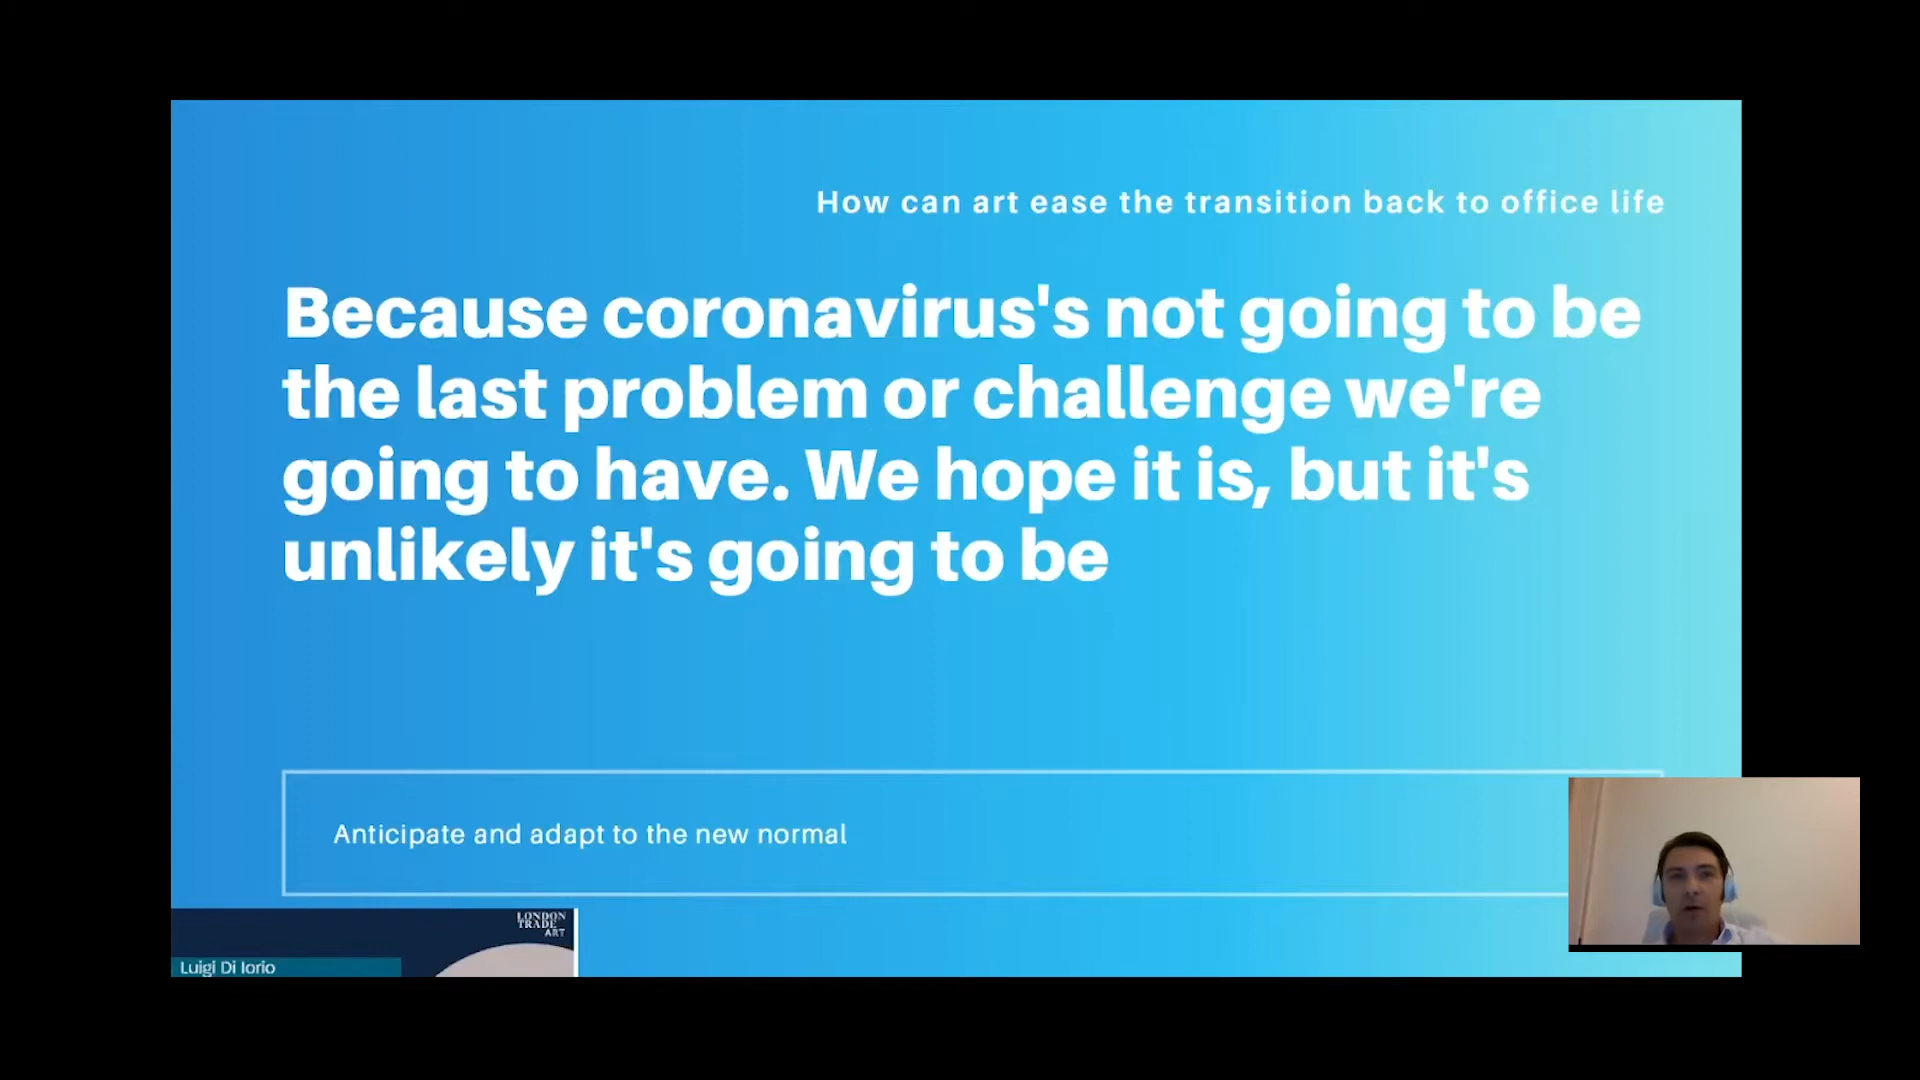 How can art ease the transition back to office life
Because coronavirus's not going to be
the last problem or challenge we're
going to have. We hope it is, but it's
unlikely it's going to be
Anticipate and adapt to the new normal
LONDON
TRADE
ART
Luigi Di Iorio